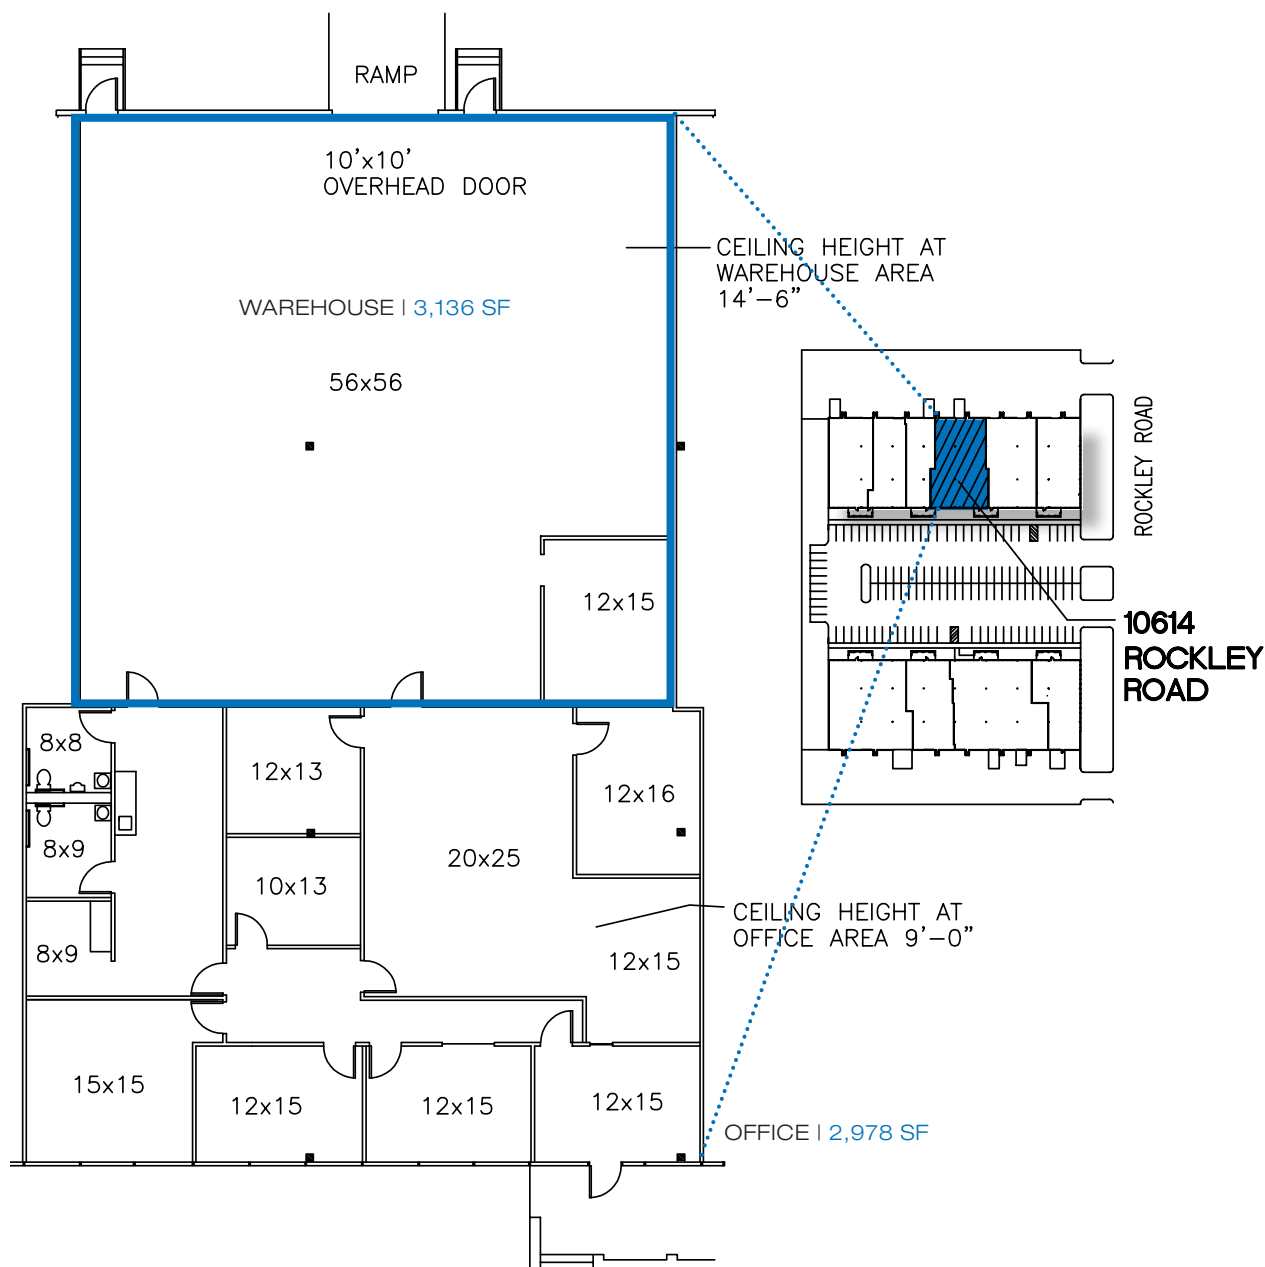 RAMP
10'x10'
OVERHEAD DOOR
CEILING HEIGHT AT
WAREHOUSE AREA
14'-6"
WAREHOUSE | 3,136 SF
56x56
12x15
ROCKLEY ROAD
10614
ROCKLEY
ROAD
8x8
12x13
12x16
8x9
20x25
10x13
CEILING HEIGHT AT
OFFICE AREA 9'-0"
8x9
12x15
15x15
12x15
12x15
12x15
OFFICE | 2,978 SF